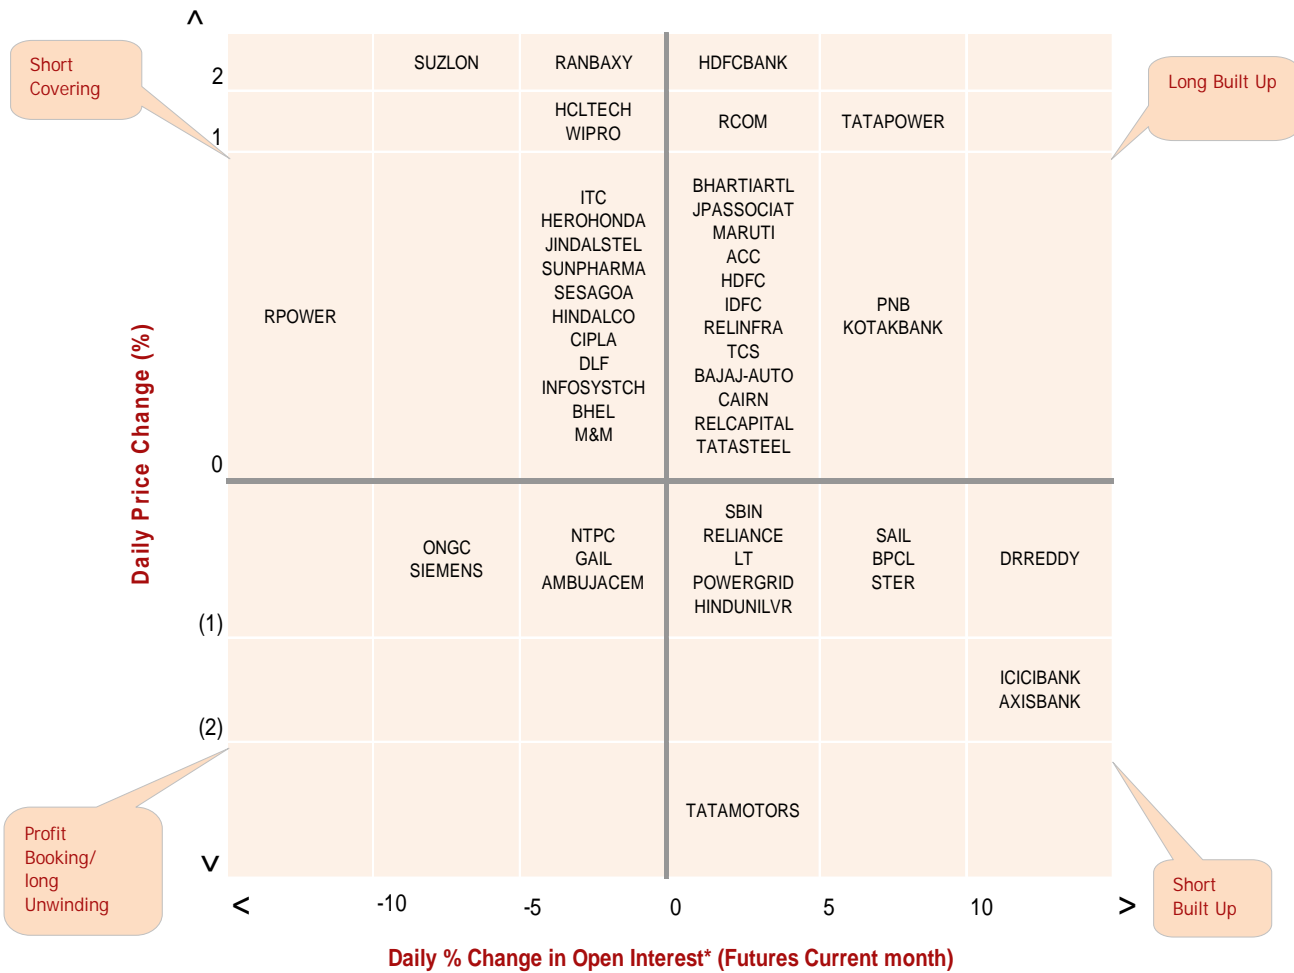 ^
SUZLON
RANBAXY
HDFCBANK
Short
Covering
2
Long Built Up
HCLTECH
WIPRO
RCOM
TATAPOWER
1
ITC
HEROHONDA
JINDALSTEL
SUNPHARMA
SESAGOA
HINDALCO
CIPLA
DLF
INFOSYSTCH
BHEL
M&M
BHARTIARTL
JPASSOCIAT
MARUTI
ACC
HDFC
IDFC
RELINFRA
TCS
BAJAJ-AUTO
CAIRN
RELCAPITAL
TATASTEEL
RPOWER
PNB
KOTAKBANK
Daily Price Change (%)
0
ONGC
SIEMENS
NTPC
GAIL
AMBUJACEM
SBIN
RELIANCE
LT
POWERGRID
HINDUNILVR
SAIL
BPCL
STER
DRREDDY
(1)
ICICIBANK
AXISBANK
(2)
TATAMOTORS
Profit
Booking/
long
Unwinding
Short
Built Up
v
< -10 -5 0 5 10 >
Daily % Change in Open Interest* (Futures Current month)